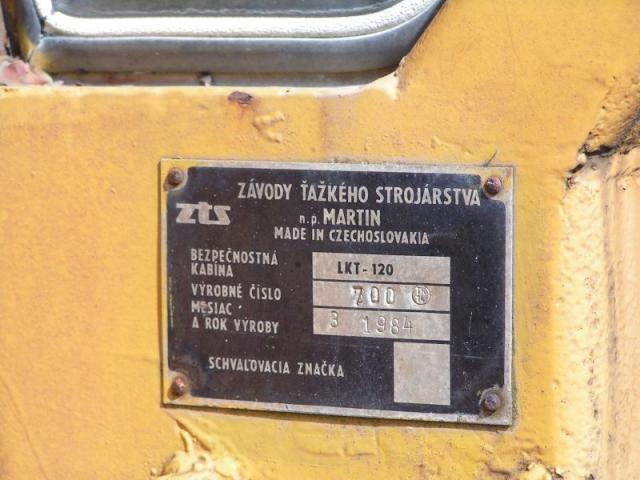 ZÁVODY ŤAŽKÉHO STROJÁRSTVA
zts n.p. MARTIN
MADE IN CZECHOSLOVAKIA
BEZPEČNOSTNÁ
KABÍNA LKT-120
VÝROBNÉ ČÍSLO 700
MESIAC
A ROK VÝROBY 3 1984
SCHVAĽOVACIA ZNAČKA